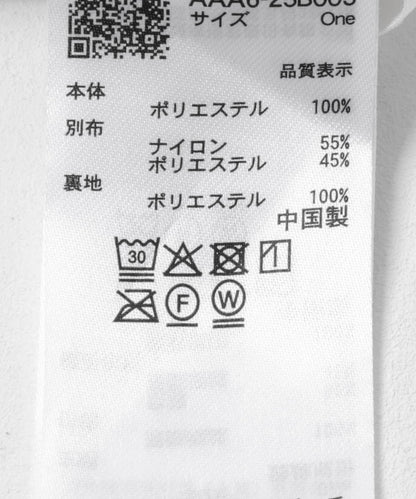 サイズ One
品質表示
本体
ポリエステル 100%
別布
ナイロン 55%
ポリエステル 45%
裏地
ポリエステル 100%
中国製
30
F W